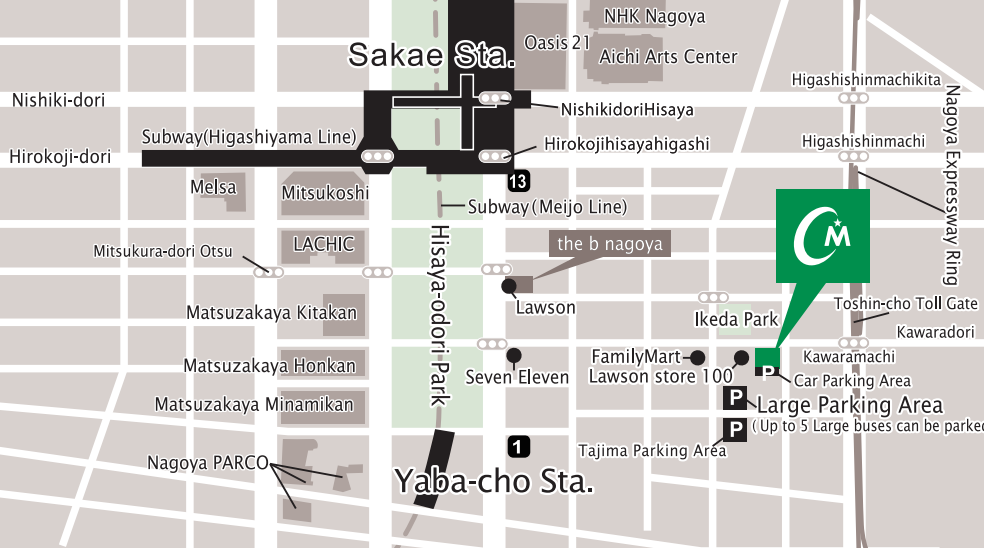 NHK Nagoya
Oasis 21
Sakae Sta.
Aichi Arts Center
Higashishinmachikita
Nishiki-dori
NishikidoriHisaya
Nagoya Expressway Ring
Subway(Higashiyama Line)
Hirokojihisayahigashi
Higashishinmachi
Hirokoji-dori
13
Melsa
Mitsukoshi
Subway(Meijo Line)
CM
LACHIC
the b nagoya
Mitsukura-dori Otsu
Hisaya-odori Park
Matsuzakaya Kitakan
Lawson
Ikeda Park
Toshin-cho Toll Gate
Kawaradori
Matsuzakaya Honkan
Seven Eleven
FamilyMart
Lawson store 100
Kawaramachi
P
Car Parking Area
Matsuzakaya Minamikan
P
Large Parking Area
(Up to 5 Large buses can be parked
P
Tajima Parking Area
1
Nagoya PARCO
Yaba-cho Sta.